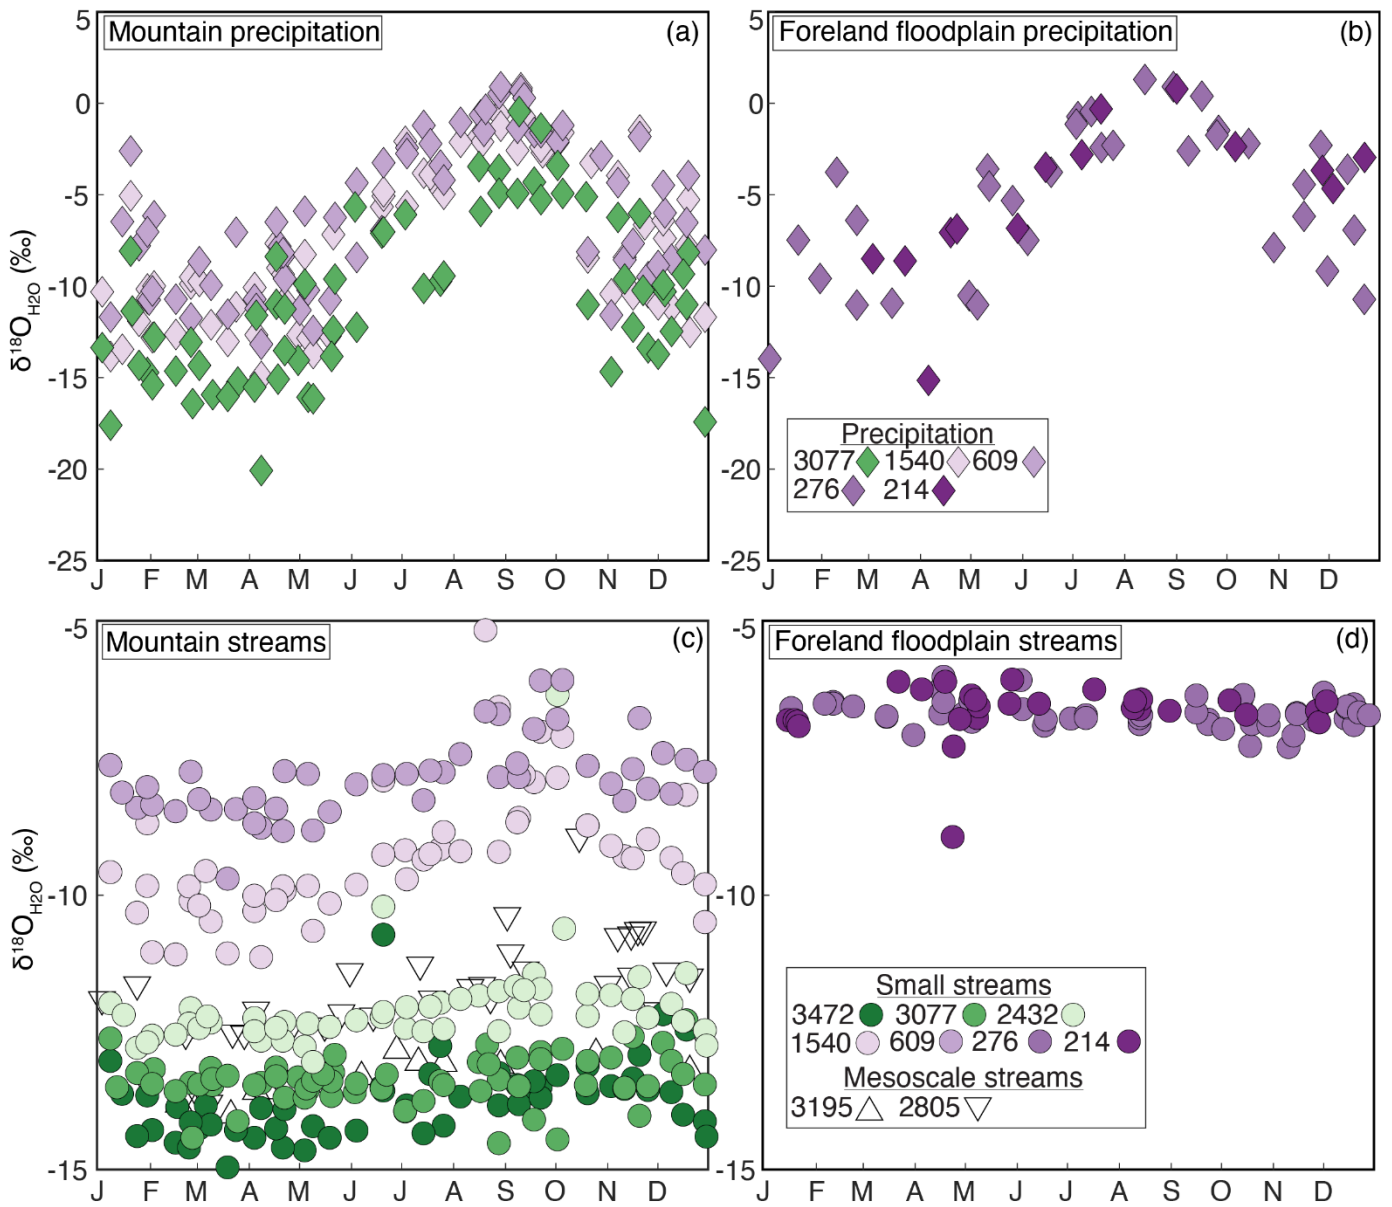 Mountain precipitation
(a)
5
0
-5
-10
-15
-20
-25
δ18OH2O (‰)
J F M A M J J A S O N D
Foreland floodplain precipitation
(b)
5
0
-5
-10
-15
-20
-25
Precipitation
3077 1540 609
276 214
J F M A M J J A S O N D
Mountain streams
(c)
-5
-10
-15
δ18OH2O (‰)
J F M A M J J A S O N D
Foreland floodplain streams
(d)
-5
-10
-15
Small streams
3472 3077 2432
1540 609 276 214
Mesoscale streams
3195 2805
J F M A M J J A S O N D